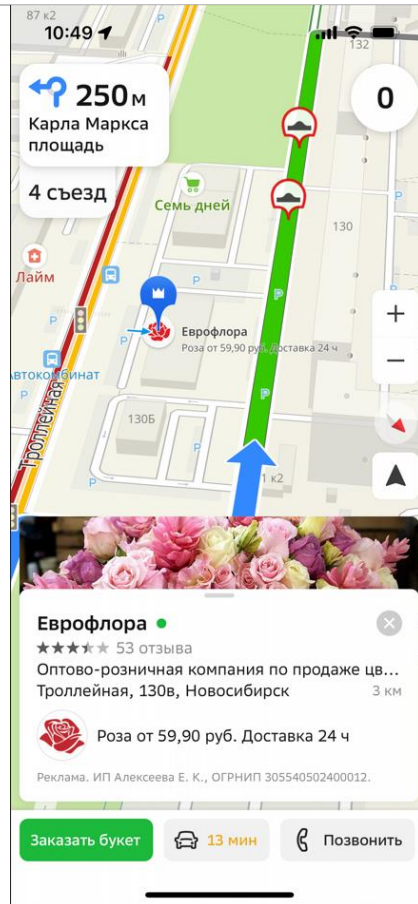 87 к2
10:49
132
250 м
Карла Маркса
площадь
0
4 съезд
Семь дней
130
Лайм
P
Еврофлора
Роза от 59,90 руб. Доставка 24 ч
+
−
Автокомбинат
Троллейная
130Б
1 к2
Еврофлора
53 отзыва
Оптово-розничная компания по продаже цв...
Троллейная, 130в, Новосибирск
3 км
Роза от 59,90 руб. Доставка 24 ч
Реклама. ИП Алексеева Е. К., ОГРНИП 305540502400012.
Заказать букет
13 мин
Позвонить